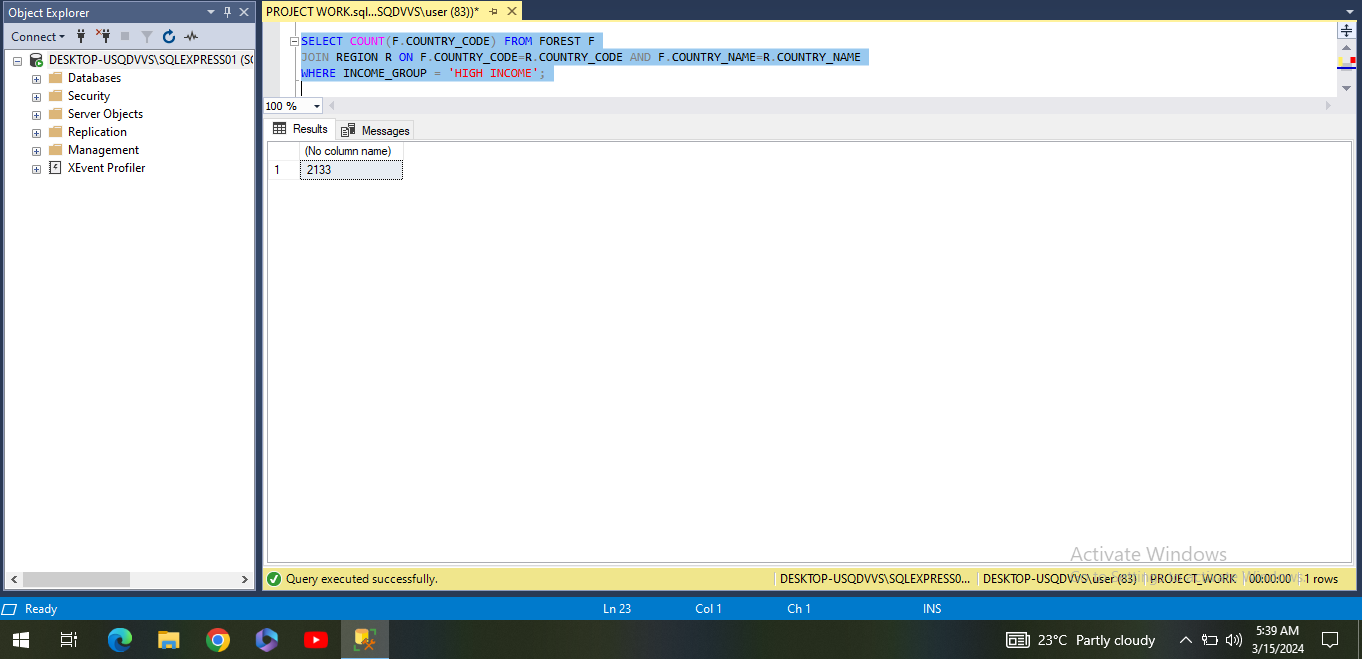 Object Explorer
Connect
DESKTOP-USQDVVS\SQLEXPRESS01 (SQ
Databases
Security
Server Objects
Replication
Management
XEvent Profiler
PROJECT WORK.sql...SQDVVS\user (83))*
SELECT COUNT(F.COUNTRY_CODE) FROM FOREST F
JOIN REGION R ON F.COUNTRY_CODE=R.COUNTRY_CODE AND F.COUNTRY_NAME=R.COUNTRY_NAME
WHERE INCOME_GROUP = 'HIGH INCOME';
100 %
Results Messages
(No column name)
1 2133
Activate Windows
Go to Settings to activate Windows.
Query executed successfully. DESKTOP-USQDVVS\SQLEXPRESS0... DESKTOP-USQDVVS\user (83) PROJECT_WORK 00:00:00 1 rows
Ready Ln 23 Col 1 Ch 1 INS
23°C Partly cloudy
5:39 AM
3/15/2024